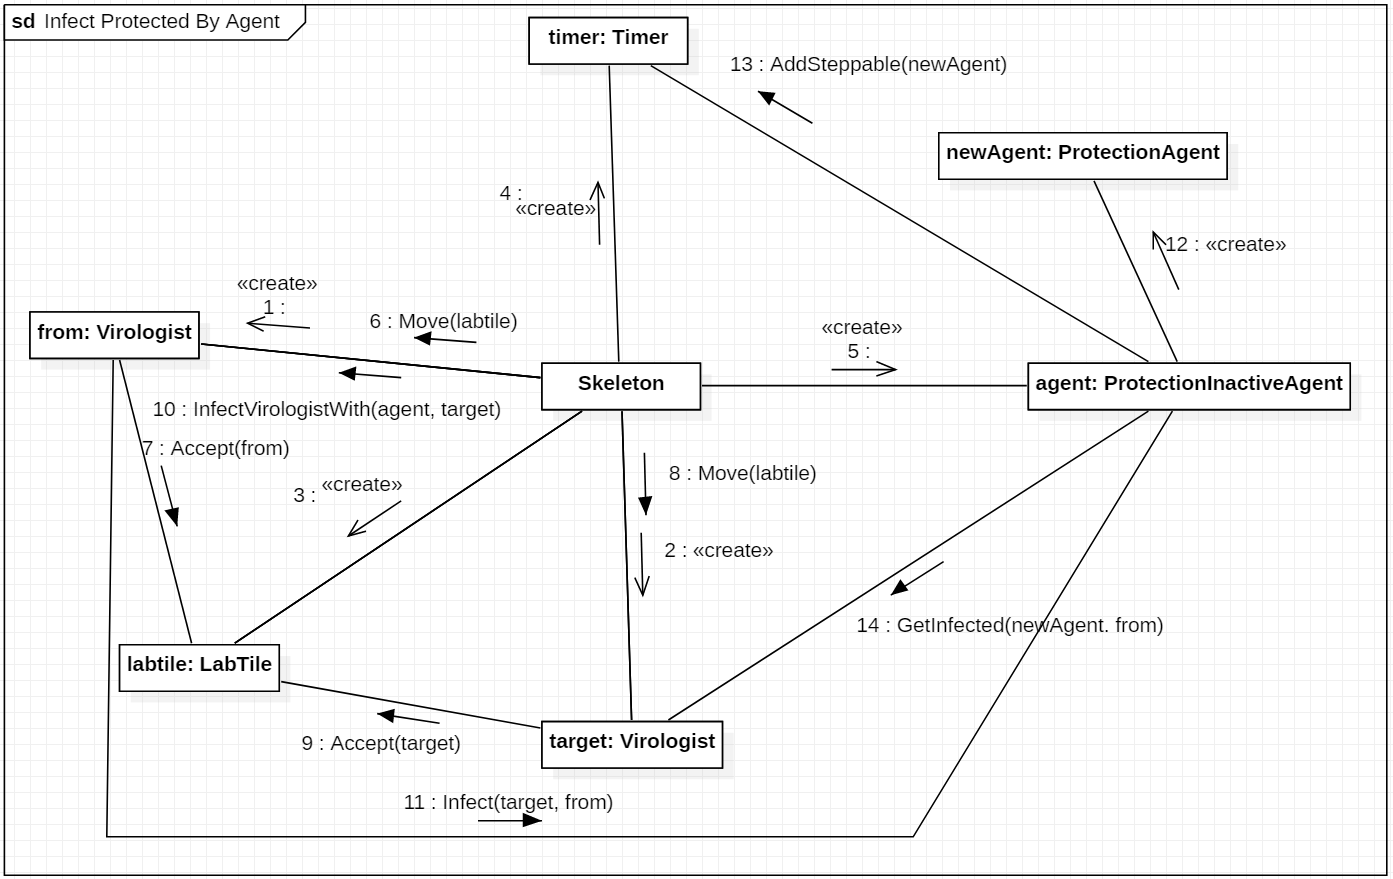 sd Infect Protected By Agent
timer: Timer
13 : AddSteppable(newAgent)
newAgent: ProtectionAgent
4 :
«create»
12 : «create»
«create»
1 :
6 : Move(labtile)
from: Virologist
«create»
5 :
Skeleton
agent: ProtectionInactiveAgent
10 : InfectVirologistWith(agent, target)
7 : Accept(from)
8 : Move(labtile)
3 : «create»
2 : «create»
14 : GetInfected(newAgent. from)
labtile: LabTile
9 : Accept(target)
target: Virologist
11 : Infect(target, from)